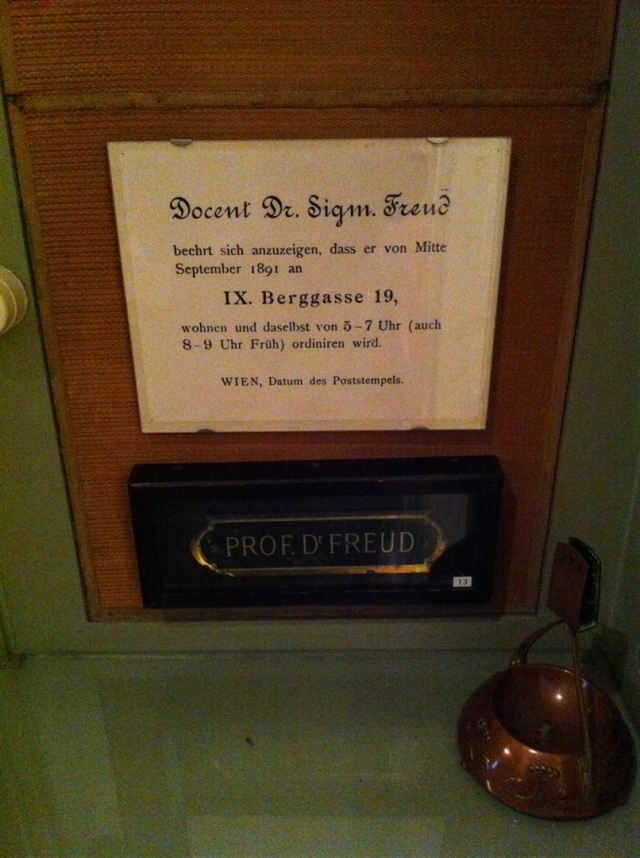 Docent Dr. Sigm. Freud
beehrt sich anzuzeigen, dass er von Mitte
September 1891 an
IX. Berggasse 19,
wohnen und daselbst von 5–7 Uhr (auch
8–9 Uhr Früh) ordiniren wird.
WIEN, Datum des Poststempels.
PROF. Dr FREUD
13